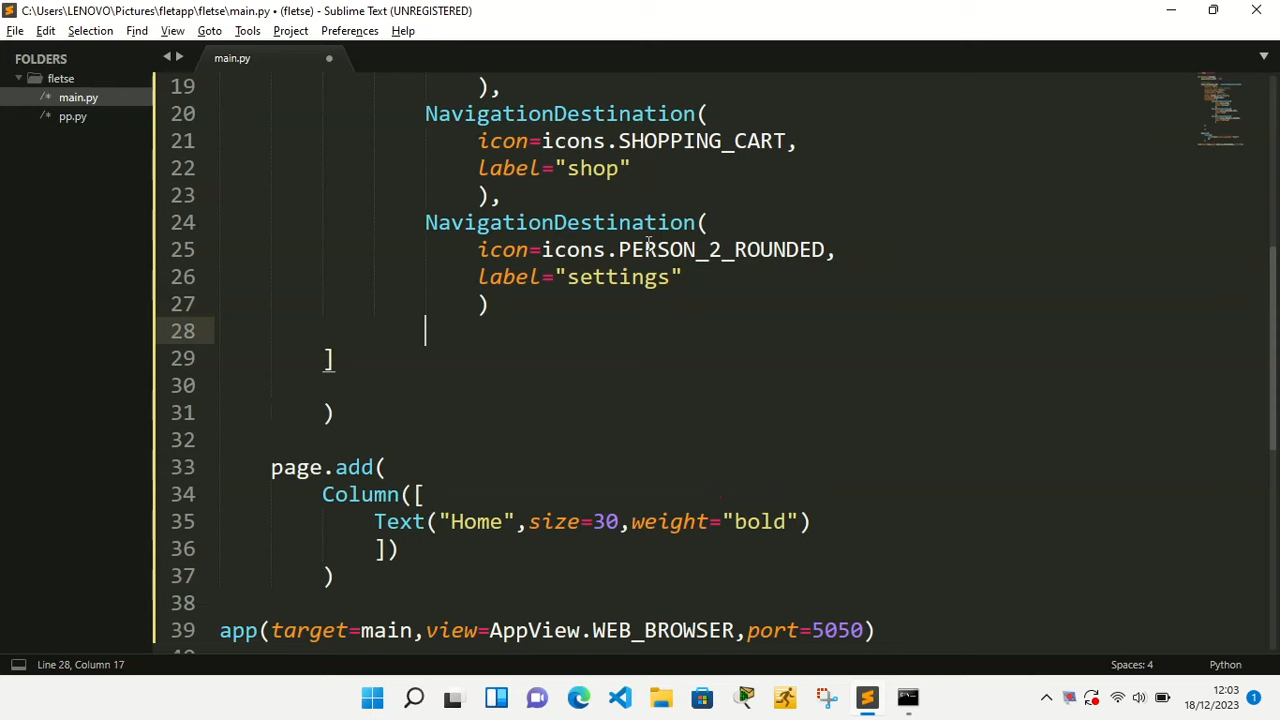 C:\Users\LENOVO\Pictures\fletapp\fletse\main.py • (fletse) - Sublime Text (UNREGISTERED)
File Edit Selection Find View Goto Tools Project Preferences Help
FOLDERS
fletse
/* main.py
/* pp.py
main.py
19 ),
20 NavigationDestination(
21 icon=icons.SHOPPING_CART,
22 label="shop"
23 ),
24 NavigationDestination(
25 icon=icons.PERSON_2_ROUNDED,
26 label="settings"
27 )
28
29 ]
30
31 )
32
33 page.add(
34 Column([
35 Text("Home",size=30,weight="bold")
36 ])
37 )
38
39 app(target=main,view=AppView.WEB_BROWSER,port=5050)
Line 28, Column 17
Spaces: 4
Python
12:03
18/12/2023
1